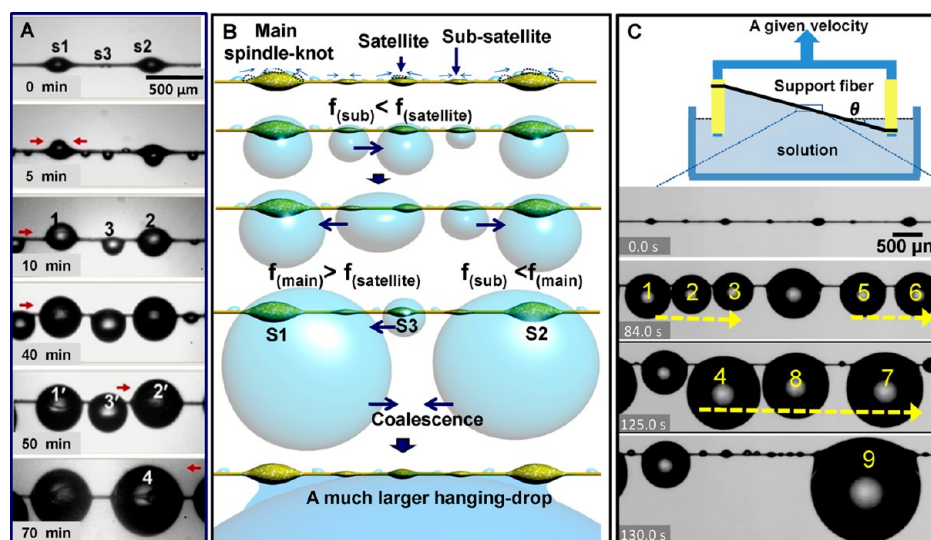 A
s1
s3
s2
0 min
500 µm
5 min
1
3
2
10 min
40 min
1'
3'
2'
50 min
4
70 min
B
Main
spindle-knot
Satellite
Sub-satellite
f(sub) < f(satellite)
f(main) > f(satellite)
f(sub) < f(main)
S1
S3
S2
Coalescence
A much larger hanging-drop
C
A given velocity
Support fiber
θ
solution
0.0 s
500 µm
1
2
3
5
6
84.0 s
4
8
7
125.0 s
9
130.0 s